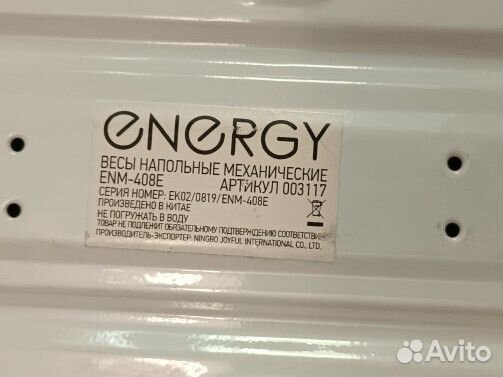 ENERGY
ВЕСЫ НАПОЛЬНЫЕ МЕХАНИЧЕСКИЕ
ENM-408E АРТИКУЛ 003117
СЕРИЯ НОМЕР: EK02/0819/ENM-408E
ПРОИЗВЕДЕНО В КИТАЕ
НЕ ПОГРУЖАТЬ В ВОДУ
ТОВАР НЕ ПОДЛЕЖИТ ОБЯЗАТЕЛЬНОМУ ПОДТВЕРЖДЕНИЮ СООТВЕТСТВИЯ
ПРОИЗВОДИТЕЛЬ-ЭКСПОРТЕР: NINGBO JOYFUL INTERNATIONAL CO., LTD.
Avito